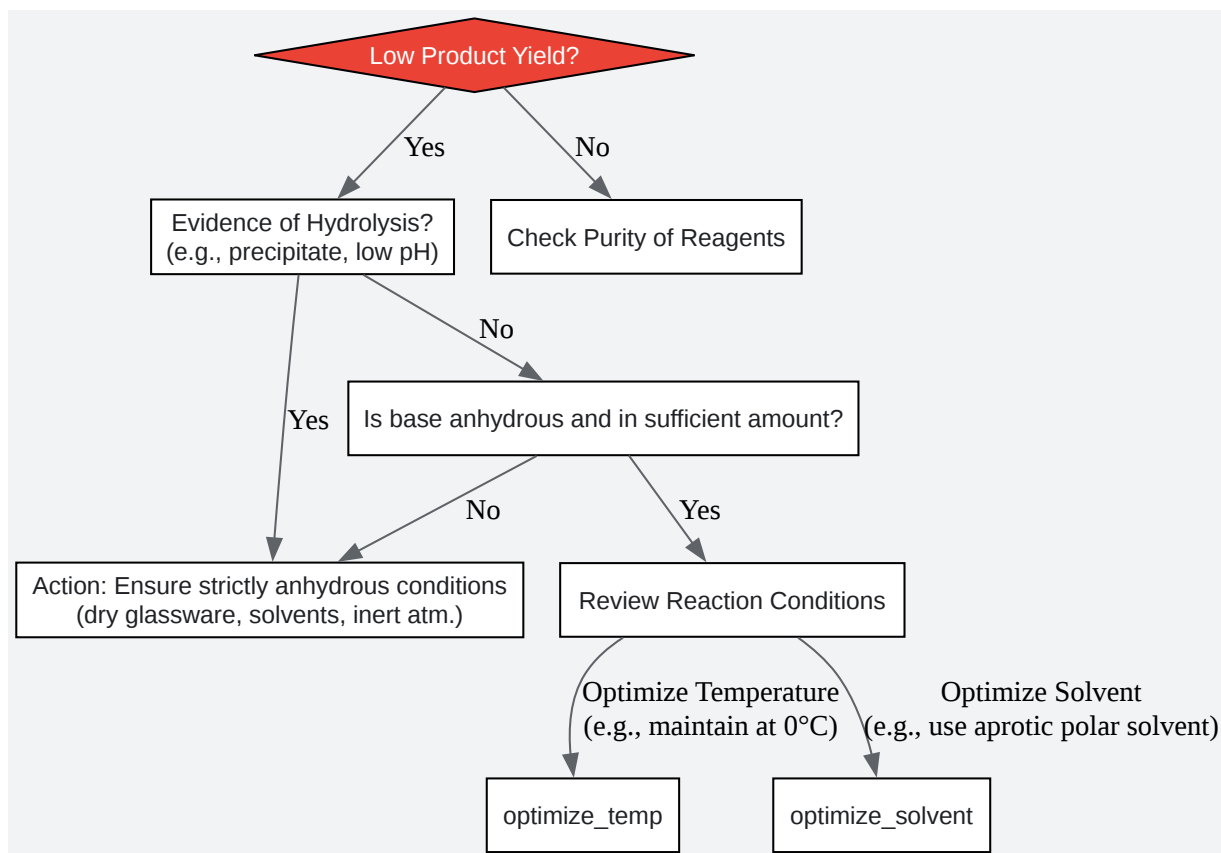 Low Product Yield?
Yes
No
Evidence of Hydrolysis?
(e.g., precipitate, low pH)
Check Purity of Reagents
No
Yes
Is base anhydrous and in sufficient amount?
No
Yes
Action: Ensure strictly anhydrous conditions
(dry glassware, solvents, inert atm.)
Review Reaction Conditions
Optimize Temperature
(e.g., maintain at 0°C)
Optimize Solvent
(e.g., use aprotic polar solvent)
optimize_temp
optimize_solvent